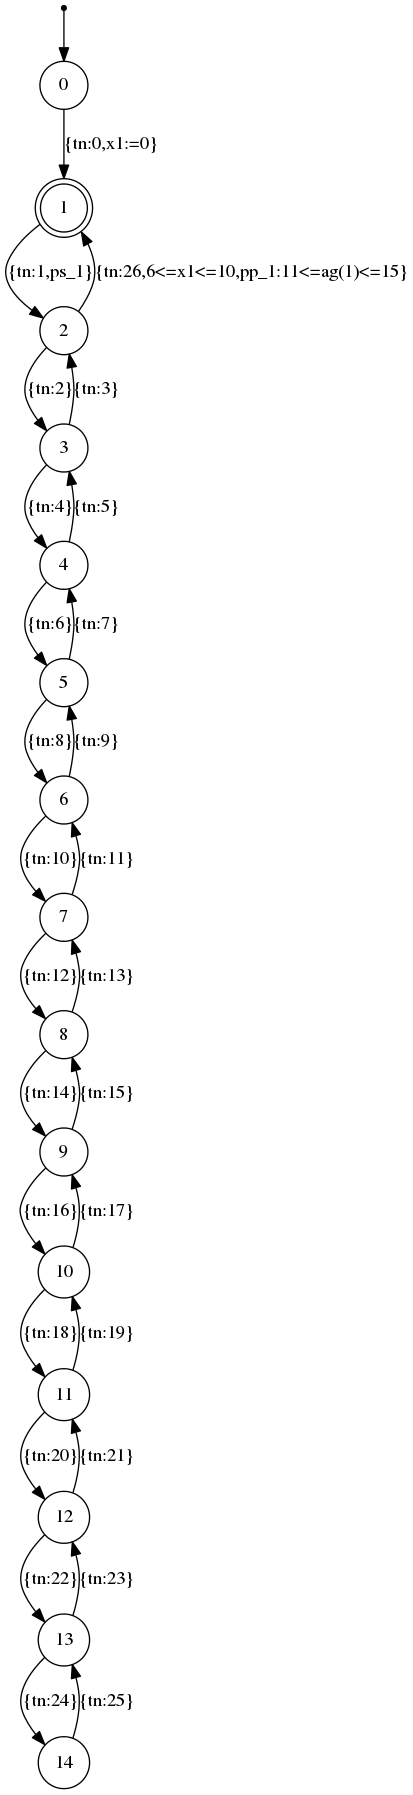 0
{tn:0,x1:=0}
1
{tn:1,ps_1} {tn:26,6<=x1<=10,pp_1:11<=ag(1)<=15}
2
{tn:2} {tn:3}
3
{tn:4} {tn:5}
4
{tn:6} {tn:7}
5
{tn:8} {tn:9}
6
{tn:10} {tn:11}
7
{tn:12} {tn:13}
8
{tn:14} {tn:15}
9
{tn:16} {tn:17}
10
{tn:18} {tn:19}
11
{tn:20} {tn:21}
12
{tn:22} {tn:23}
13
{tn:24} {tn:25}
14